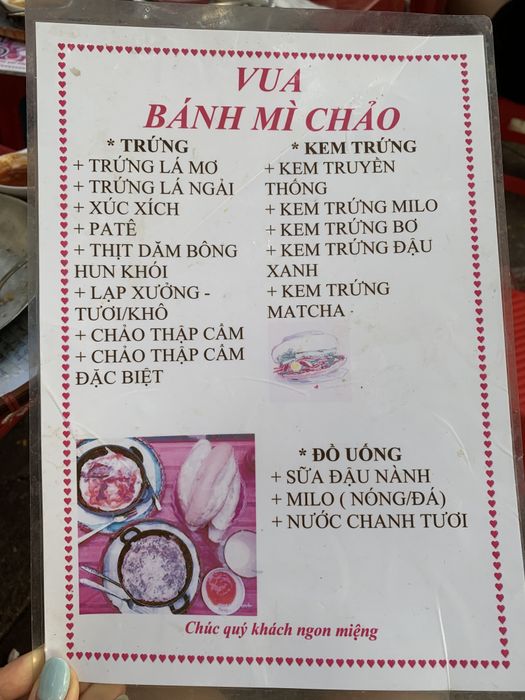 VUA
BÁNH MÌ CHẢO
* TRỨNG
+ TRỨNG LÁ MƠ
+ TRỨNG LÁ NGẢI
+ XÚC XÍCH
+ PATÊ
+ THỊT DĂM BÔNG
HUN KHÓI
+ LẠP XƯỞNG -
TƯƠI/KHÔ
+ CHẢO THẬP CẨM
+ CHẢO THẬP CẨM
ĐẶC BIỆT
* KEM TRỨNG
+ KEM TRUYỀN
THỐNG
+ KEM TRỨNG MILO
+ KEM TRỨNG BƠ
+ KEM TRỨNG ĐẬU
XANH
+ KEM TRỨNG
MATCHA
* ĐỒ UỐNG
+ SỮA ĐẬU NÀNH
+ MILO ( NÓNG/ĐÁ)
+ NƯỚC CHANH TƯƠI
Chúc quý khách ngon miệng